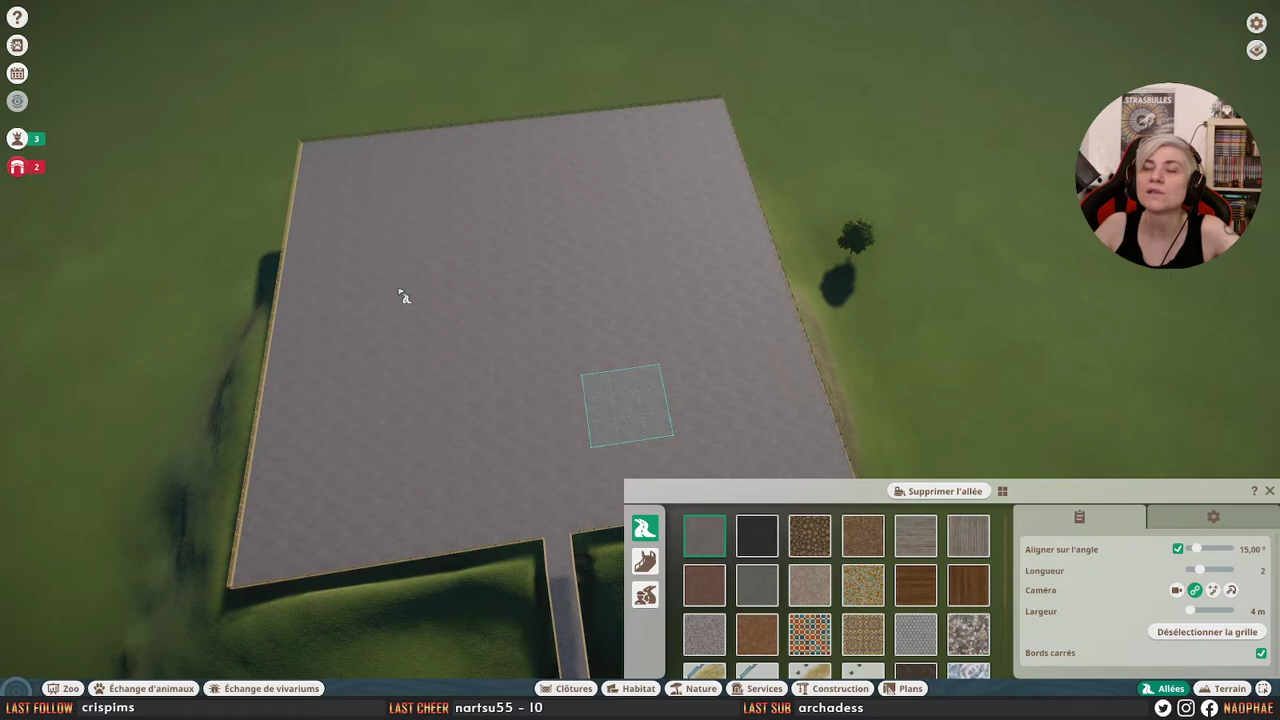 ?
3
2
STRASBULLES
Supprimer l'allée
?
Aligner sur l'angle 15,00 °
Longueur 2
Caméra
Largeur 4 m
Désélectionner la grille
Bords carrés
Zoo Échange d'animaux Échange de vivariums Clôtures Habitat Nature Services Construction Plans Allées Terrain
LAST FOLLOW crispims LAST CHEER nartsu55 - 10 LAST SUB archadess NAOPHAE